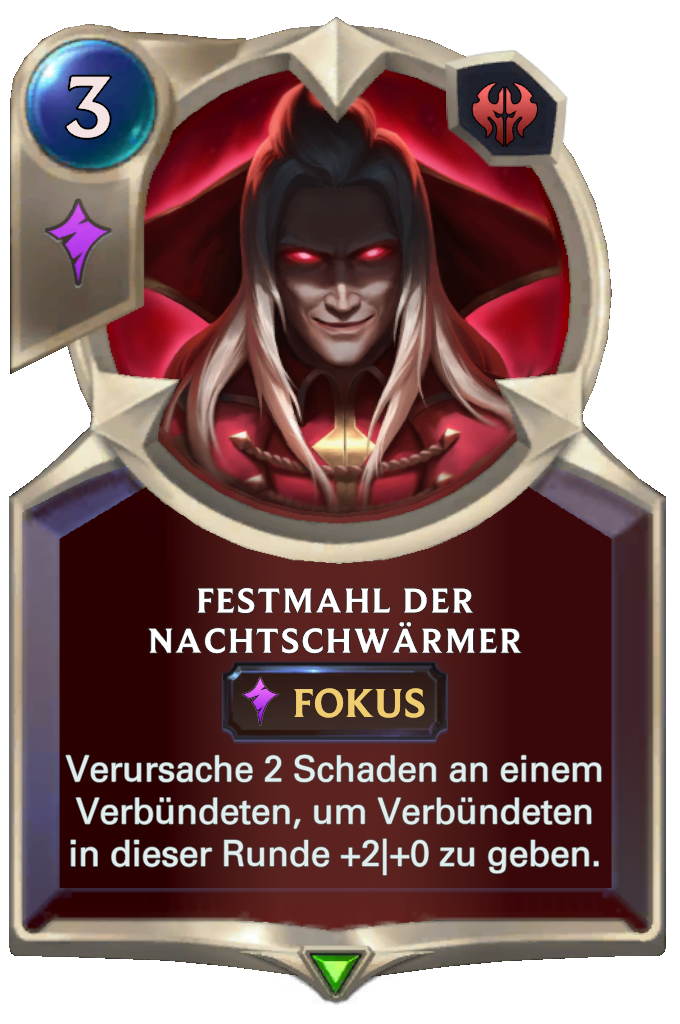 3
FESTMAHL DER
NACHTSCHWÄRMER
FOKUS
Verursache 2 Schaden an einem
Verbündeten, um Verbündeten
in dieser Runde +2|+0 zu geben.